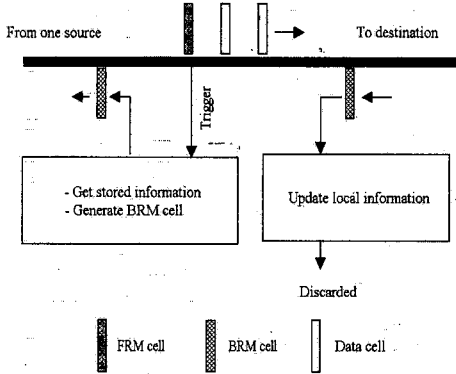 From one source
To destination
Trigger
- Get stored information
- Generate BRM cell
Update local information
Discarded
FRM cell
BRM cell
Data cell